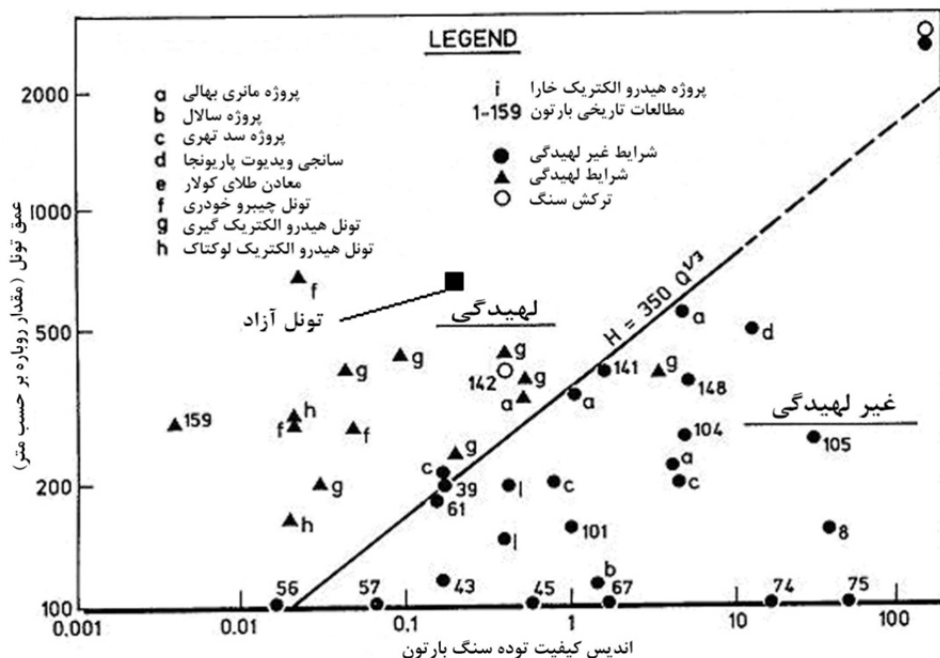 LEGEND
a پروژه مانری بهالی
b پروژه سالال
c پروژه سد تهری
d سانجی ویدیوت پاریونجا
e معادن طلای کولار
f تونل چیبرو خودری
g تونل هیدرو الکتریک گیری
h تونل هیدرو الکتریک لوکتاک
i پروژه هیدرو الکتریک خارا
1-159 مطالعات تاریخی بارتون
شرایط غیر لهیدگی
شرایط لهیدگی
ترکش سنگ
عمق تونل (مقدار روباره بر حسب متر)
2000
1000
500
200
100
H = 350 Q^1/3
تونل آزاد
لهیدگی
غیر لهیدگی
f
a
d
g
g
g
142
g
a
141
a
g
148
159
h
f
f
g
h
g
c
39
61
l
c
104
a
c
105
l
101
8
56
57
43
45
b
67
74
75
0.001
0.01
0.1
1
10
100
اندیس کیفیت توده سنگ بارتون